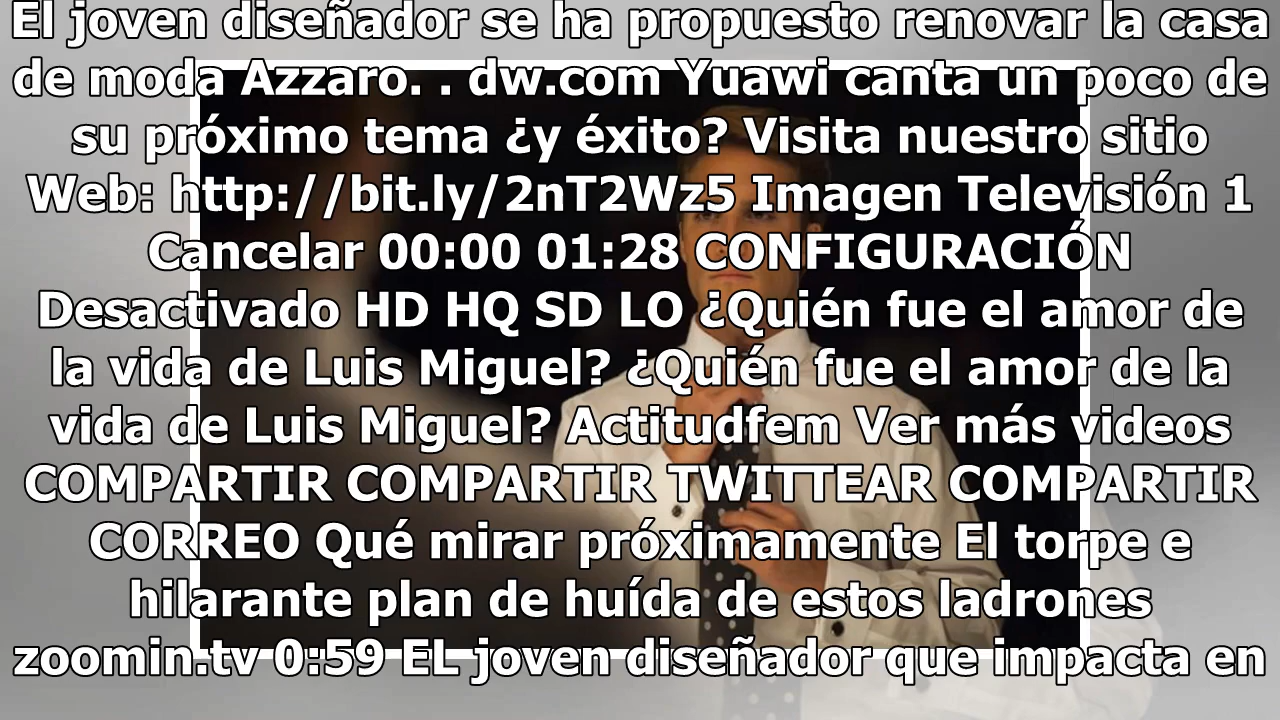 El joven diseñador se ha propuesto renovar la casa
de moda Azzaro. . dw.com Yuawi canta un poco de
su próximo tema ¿y éxito? Visita nuestro sitio
Web: http://bit.ly/2nT2Wz5 Imagen Televisión 1
Cancelar 00:00 01:28 CONFIGURACIÓN
Desactivado HD HQ SD LO ¿Quién fue el amor de
la vida de Luis Miguel? ¿Quién fue el amor de la
vida de Luis Miguel? Actitudfem Ver más videos
COMPARTIR COMPARTIR TWITTEAR COMPARTIR
CORREO Qué mirar próximamente El torpe e
hilarante plan de huída de estos ladrones
zoomin.tv 0:59 EL joven diseñador que impacta en